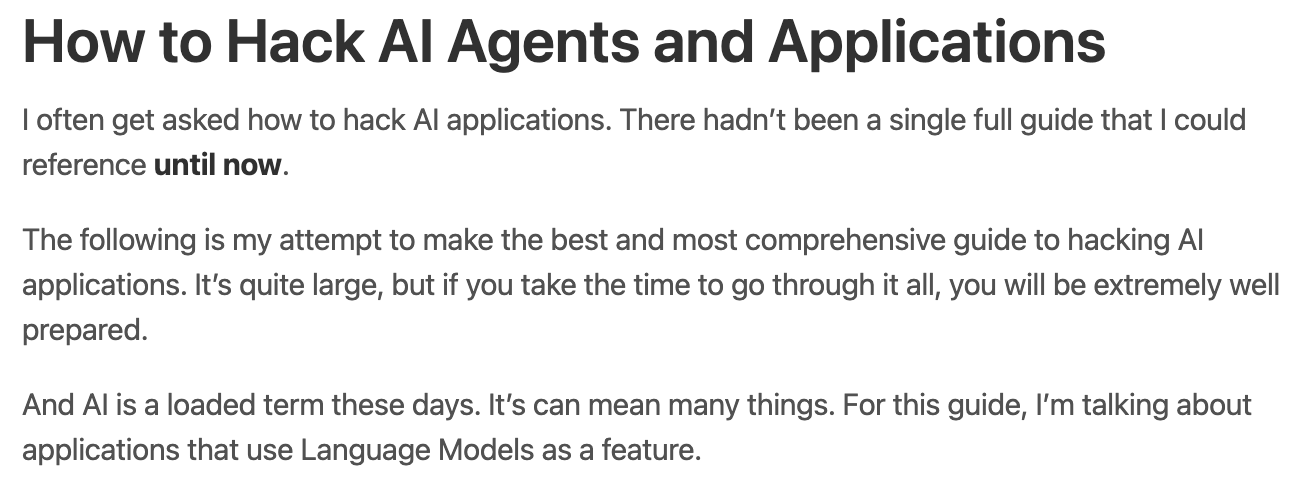 How to Hack AI Agents and Applications
I often get asked how to hack AI applications. There hadn’t been a single full guide that I could
reference until now.
The following is my attempt to make the best and most comprehensive guide to hacking AI
applications. It’s quite large, but if you take the time to go through it all, you will be extremely well
prepared.
And AI is a loaded term these days. It’s can mean many things. For this guide, I’m talking about
applications that use Language Models as a feature.